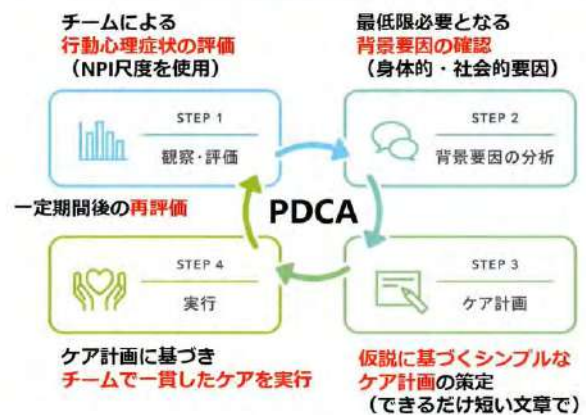 チームによる
行動心理症状の評価
（NPI尺度を使用）
最低限必要となる
背景要因の確認
（身体的・社会的要因）
STEP 1
観察・評価
STEP 2
背景要因の分析
一定期間後の再評価
PDCA
STEP 4
実行
STEP 3
ケア計画
ケア計画に基づき
チームで一貫したケアを実行
仮説に基づくシンプルな
ケア計画の策定
（できるだけ短い文章で）